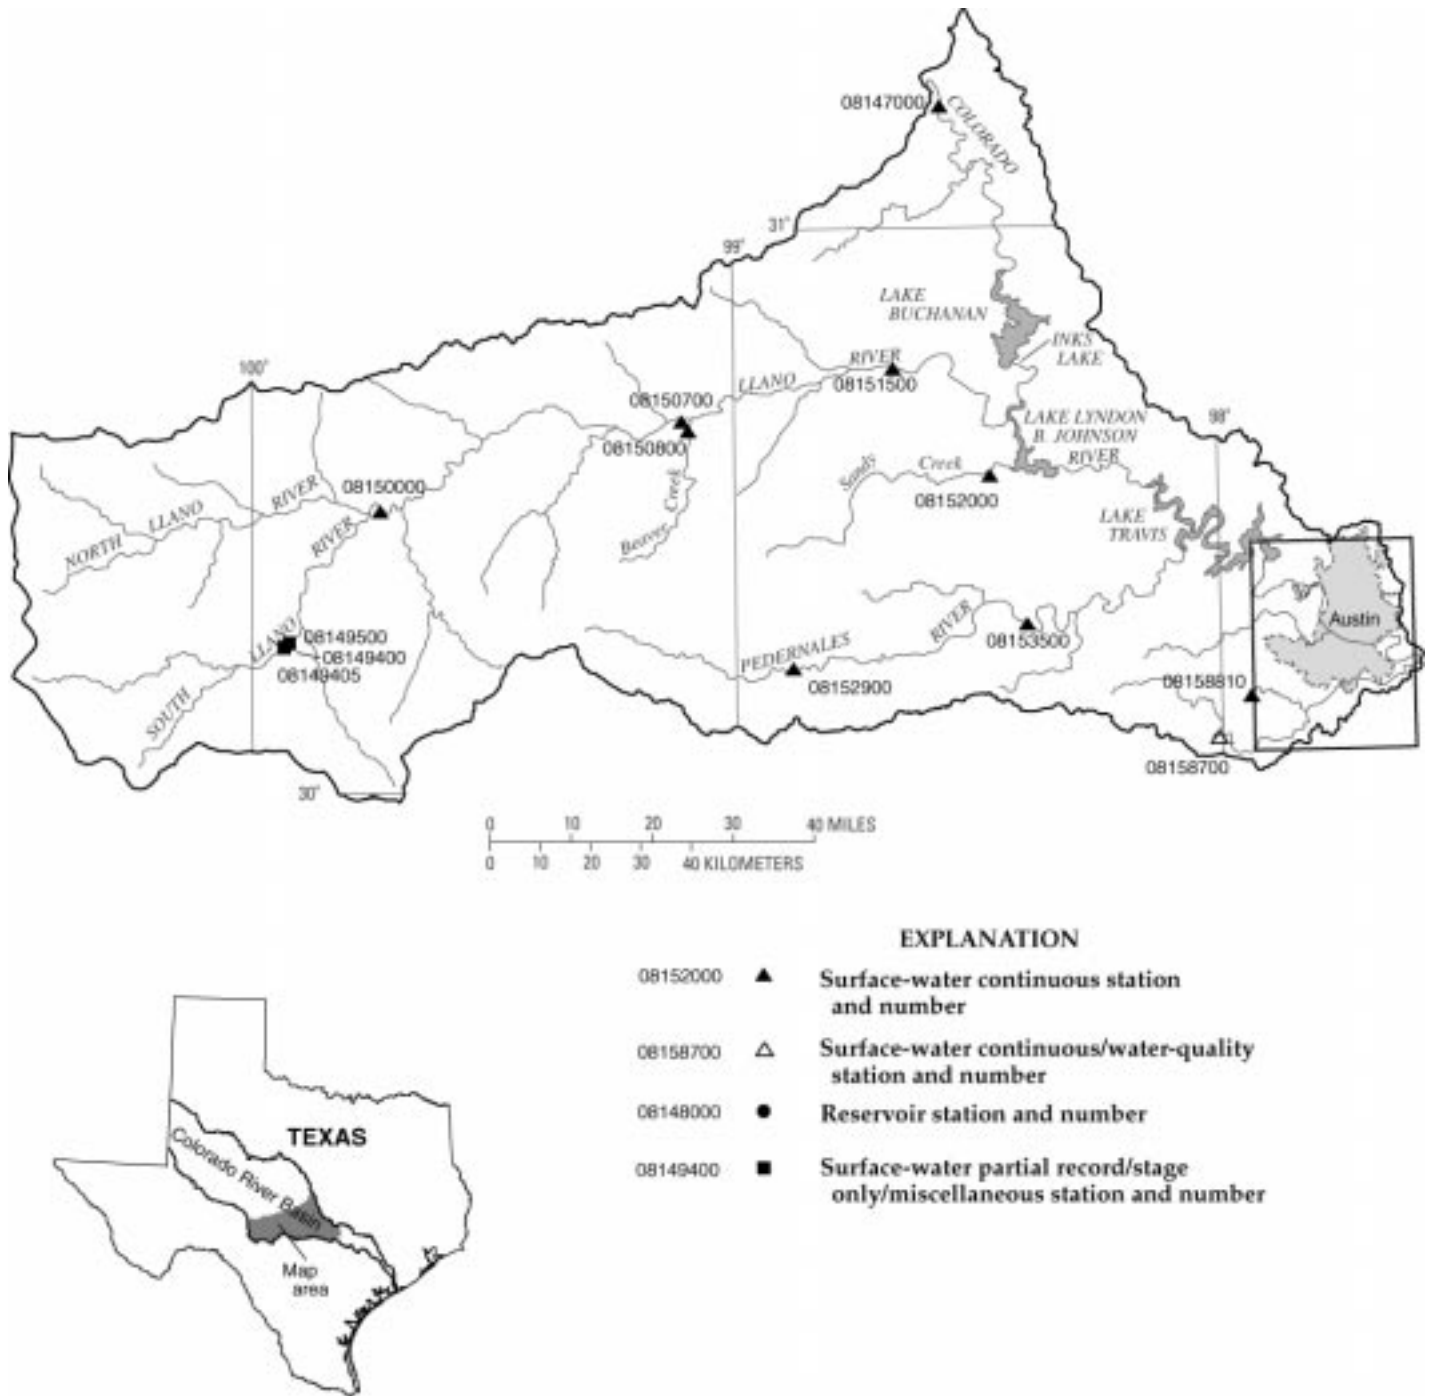 08147000
COLORADO
31°
99°
LAKE
BUCHANAN
INKS
LAKE
100°
RIVER
LLANO
08151500
08150700
08150800
LAKE LYNDON
B. JOHNSON
RIVER
98°
Sands
Creek
08152000
Beaver
Creek
08150000
RIVER
LLANO
NORTH
RIVER
LAKE
TRAVIS
Austin
LLANO
08149500
08149400
08149405
SOUTH
RIVER
08153500
PEDERNALES
08152900
08158810
08158700
30°
0 10 20 30 40 MILES
0 10 20 30 40 KILOMETERS
EXPLANATION
08152000 Surface-water continuous station
and number
08158700 Surface-water continuous/water-quality
station and number
08148000 Reservoir station and number
08149400 Surface-water partial record/stage
only/miscellaneous station and number
TEXAS
Colorado River Basin
Map
area